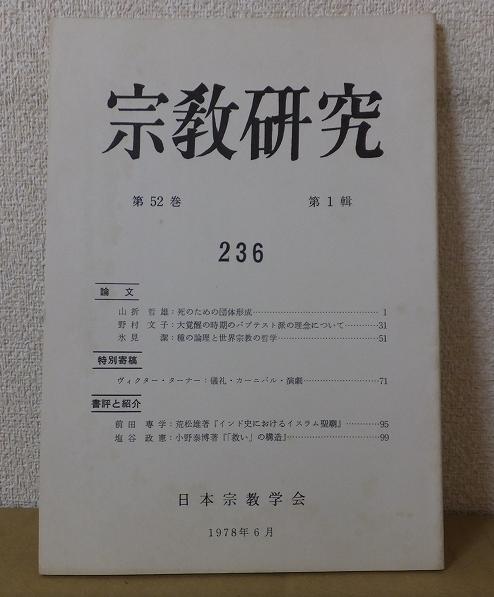 宗教研究
第52巻 第1輯
236
論文
山折哲雄:死のための団体形成…………1
野村文子:大覚醒の時期のバプテスト派の理念について…………31
氷見潔:種の論理と世界宗教の哲学…………51
特別寄稿
ヴィクター・ターナー:儀礼・カーニバル・演劇…………71
書評と紹介
前田専学:荒松雄著『インド史におけるイスラム聖廟』…………95
塩谷政憲:小野泰博著『「救い」の構造』…………99
日本宗教学会
1978年6月